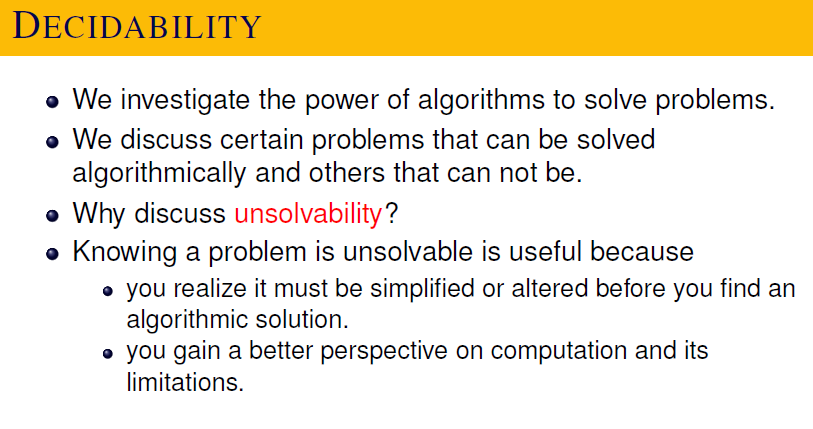 DECIDABILITY
We investigate the power of algorithms to solve problems.
We discuss certain problems that can be solved
algorithmically and others that can not be.
Why discuss unsolvability?
Knowing a problem is unsolvable is useful because
you realize it must be simplified or altered before you find an
algorithmic solution.
you gain a better perspective on computation and its
limitations.